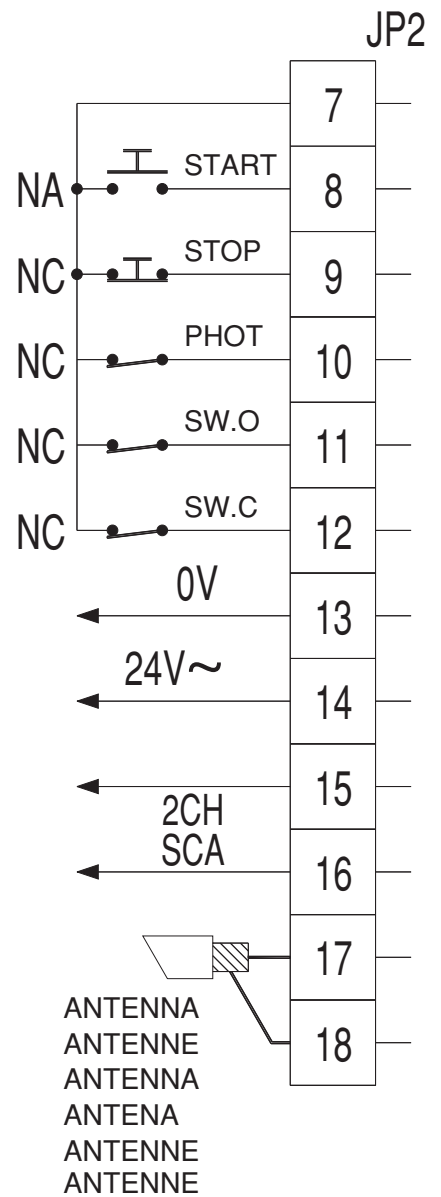 JP2
7
NA START 8
NC STOP 9
NC PHOT 10
NC SW.O 11
NC SW.C 12
0V 13
24V~ 14
15
2CH
SCA
16
17
ANTENNA
ANTENNE 18
ANTENNA
ANTENA
ANTENNE
ANTENNE